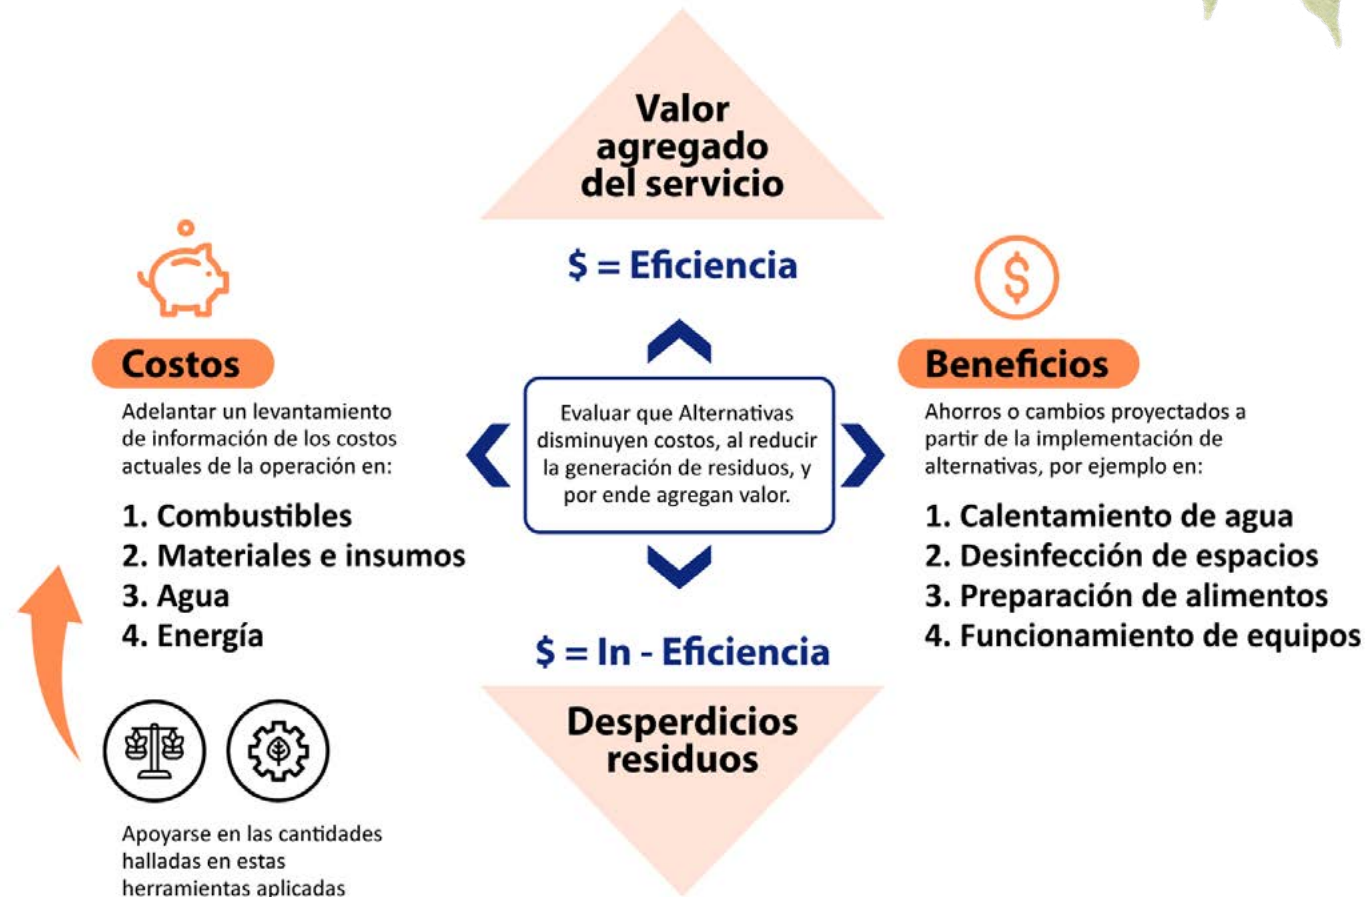 Valor
agregado
del servicio
$ = Eficiencia
Costos
Adelantar un levantamiento
de información de los costos
actuales de la operación en:
1. Combustibles
2. Materiales e insumos
3. Agua
4. Energía
Apoyarse en las cantidades
halladas en estas
herramientas aplicadas
Evaluar que Alternativas
disminuyen costos, al reducir
la generación de residuos, y
por ende agregan valor.
$
Beneficios
Ahorros o cambios proyectados a
partir de la implementación de
alternativas, por ejemplo en:
1. Calentamiento de agua
2. Desinfección de espacios
3. Preparación de alimentos
4. Funcionamiento de equipos
$ = In - Eficiencia
Desperdicios
residuos